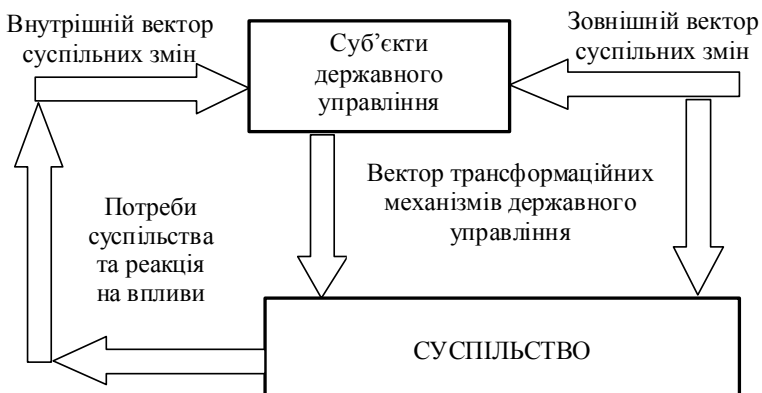 Внутрішній вектор
суспільних змін
Суб’єкти
державного
управління
Зовнішній вектор
суспільних змін
Вектор трансформаційних
механізмів державного
управління
Потреби
суспільства
та реакція
на впливи
СУСПІЛЬСТВО